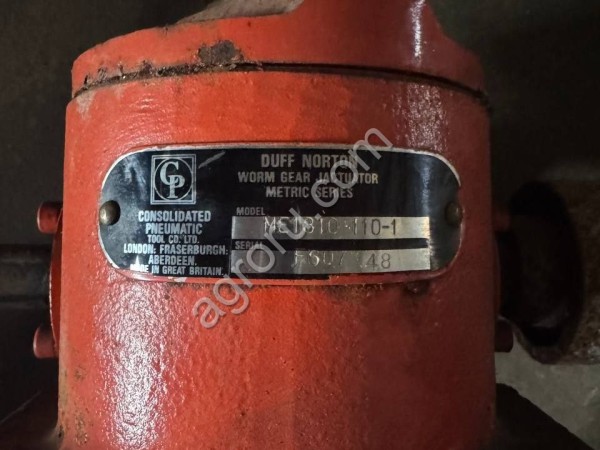 CP
DUFF NORTON
WORM GEAR JACTUATOR
METRIC SERIES
CONSOLIDATED
PNEUMATIC
TOOL CO. LTD.
LONDON: FRASERBURGH:
ABERDEEN.
MADE IN GREAT BRITAIN.
MODEL
SERIAL
agroru.com